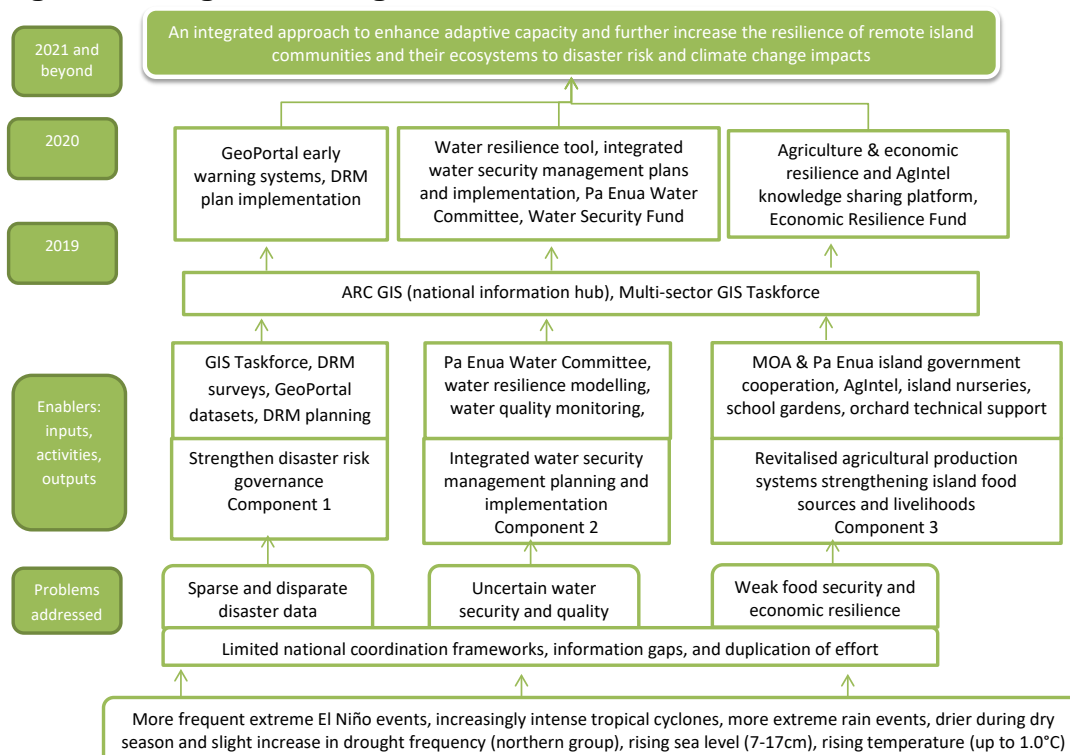 2021 and
beyond
An integrated approach to enhance adaptive capacity and further increase the resilience of remote island
communities and their ecosystems to disaster risk and climate change impacts
2020
GeoPortal early
warning systems, DRM
plan implementation
Water resilience tool, integrated
water security management plans
and implementation, Pa Enua Water
Committee, Water Security Fund
Agriculture & economic
resilience and AgIntel
knowledge sharing platform,
Economic Resilience Fund
2019
ARC GIS (national information hub), Multi-sector GIS Taskforce
Enablers:
inputs,
activities,
outputs
GIS Taskforce, DRM
surveys, GeoPortal
datasets, DRM planning
Pa Enua Water Committee,
water resilience modelling,
water quality monitoring,
MOA & Pa Enua island government
cooperation, AgIntel, island nurseries,
school gardens, orchard technical support
Strengthen disaster risk
governance
Component 1
Integrated water security
management planning and
implementation
Component 2
Revitalised agricultural production
systems strengthening island food
sources and livelihoods
Component 3
Problems
addressed
Sparse and disparate
disaster data
Uncertain water
security and quality
Weak food security and
economic resilience
Limited national coordination frameworks, information gaps, and duplication of effort
More frequent extreme El Niño events, increasingly intense tropical cyclones, more extreme rain events, drier during dry
season and slight increase in drought frequency (northern group), rising sea level (7-17cm), rising temperature (up to 1.0°C)